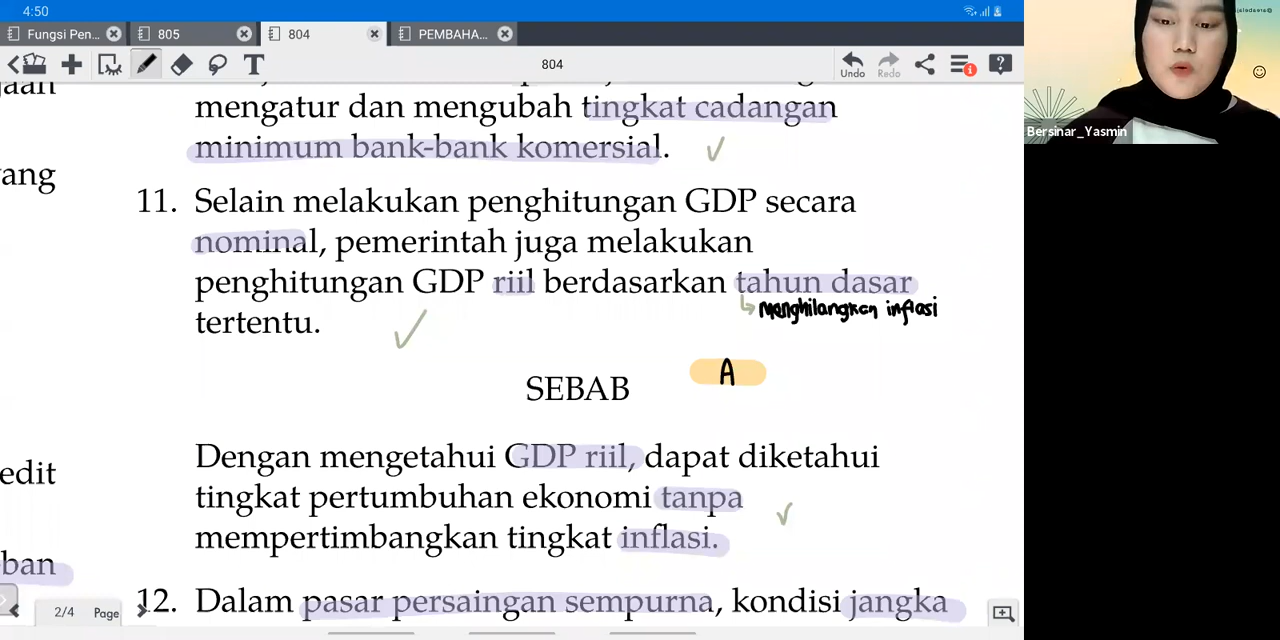 4:50
Fungsi Pen...
805
804
PEMBAHA...
T
804
Undo
Redo
mengatur dan mengubah tingkat cadangan
minimum bank-bank komersial.
yang
11. Selain melakukan penghitungan GDP secara
nominal, pemerintah juga melakukan
penghitungan GDP riil berdasarkan tahun dasar
menghilangkan inflasi
tertentu.
A
SEBAB
Dengan mengetahui GDP riil, dapat diketahui
edit
tingkat pertumbuhan ekonomi tanpa
mempertimbangkan tingkat inflasi.
ban
12. Dalam pasar persaingan sempurna, kondisi jangka
2/4 Page
Bersinar_Yasmin